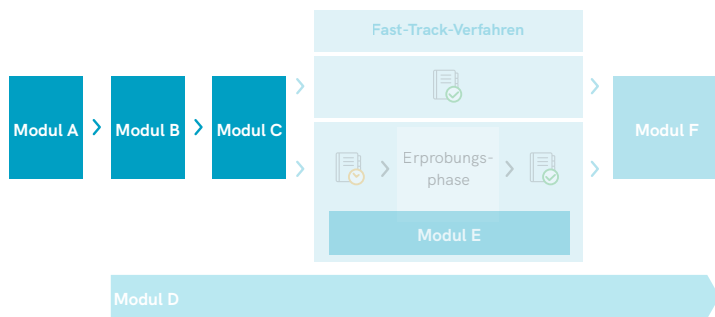 Fast-Track-Verfahren
Modul A
Modul B
Modul C
Modul F
Erprobungs-
phase
Modul E
Modul D